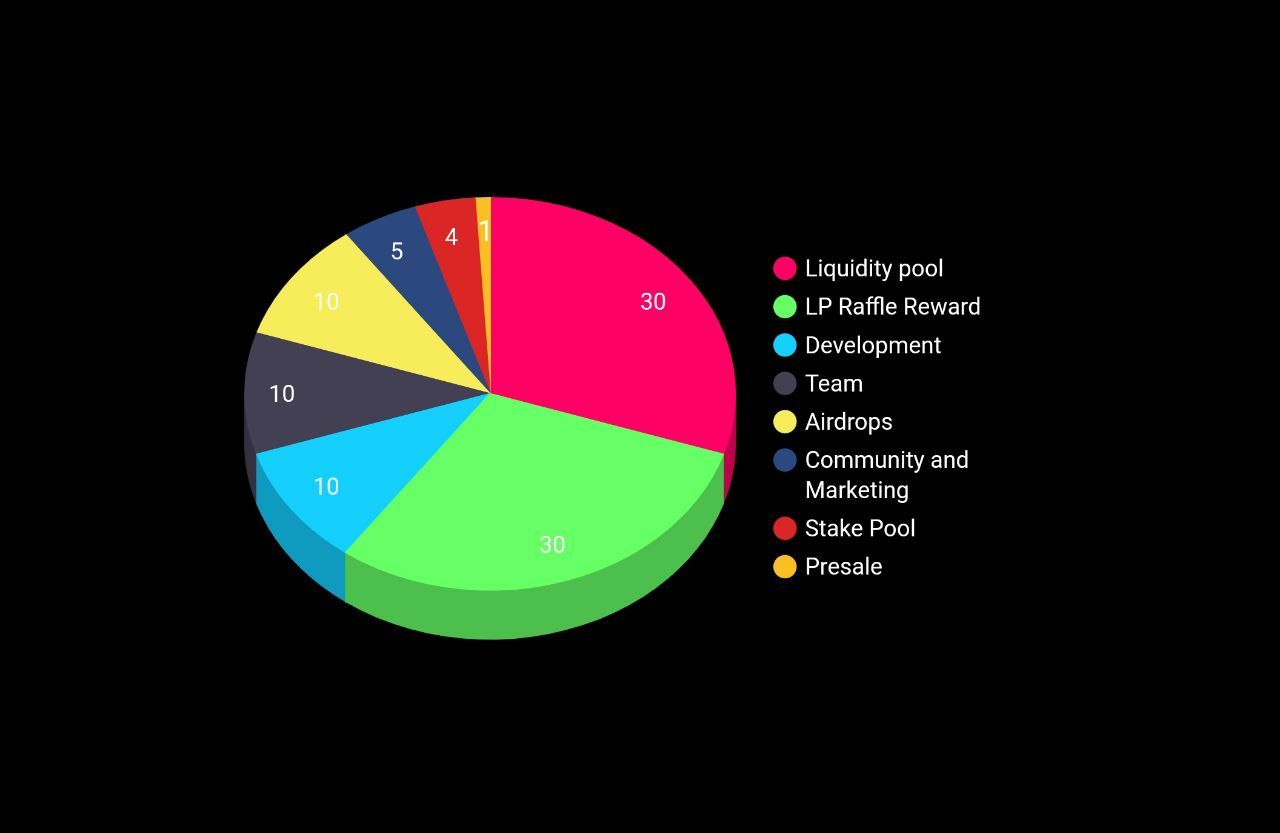 5
4
1
10
30
10
10
30
Liquidity pool
LP Raffle Reward
Development
Team
Airdrops
Community and
Marketing
Stake Pool
Presale